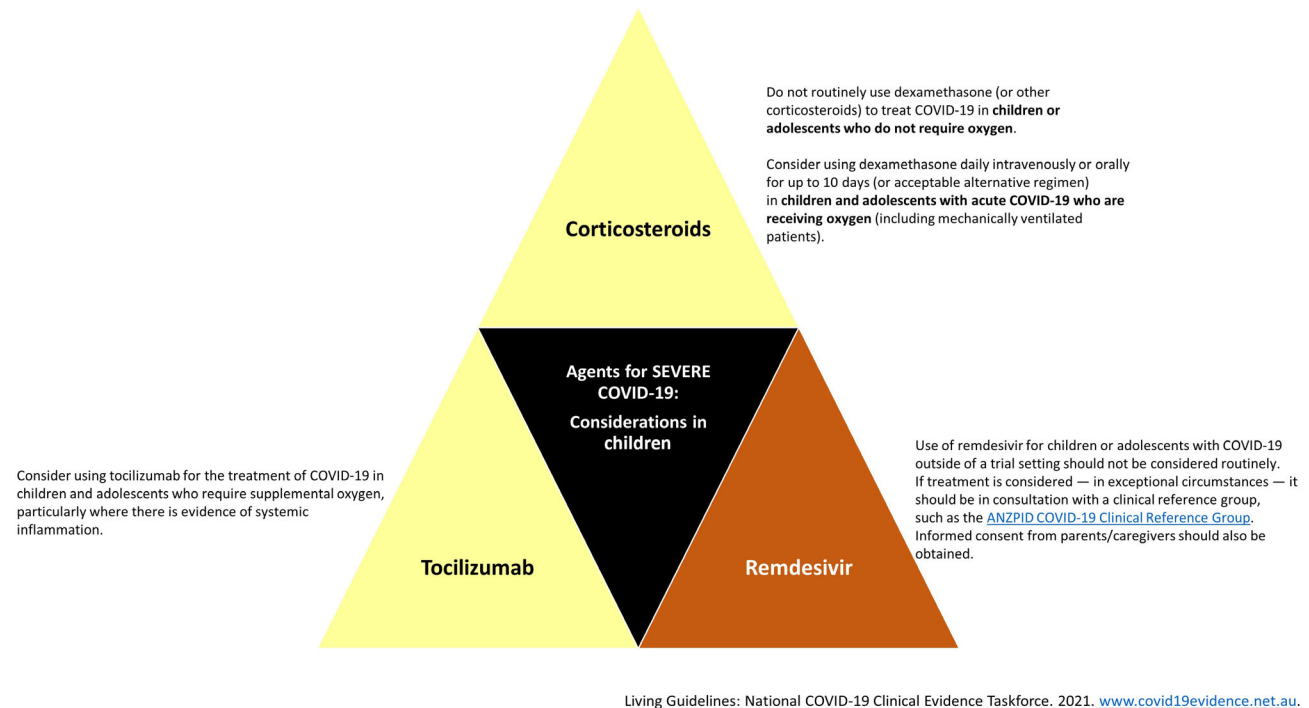 Do not routinely use dexamethasone (or other
corticosteroids) to treat COVID-19 in children or
adolescents who do not require oxygen.
Consider using dexamethasone daily intravenously or orally
for up to 10 days (or acceptable alternative regimen)
in children and adolescents with acute COVID-19 who are
receiving oxygen (including mechanically ventilated
patients).
Corticosteroids
Agents for SEVERE
COVID-19:
Considerations in
children
Consider using tocilizumab for the treatment of COVID-19 in
children and adolescents who require supplemental oxygen,
particularly where there is evidence of systemic
inflammation.
Tocilizumab
Remdesivir
Use of remdesivir for children or adolescents with COVID-19
outside of a trial setting should not be considered routinely.
If treatment is considered — in exceptional circumstances — it
should be in consultation with a clinical reference group,
such as the ANZPID COVID-19 Clinical Reference Group.
Informed consent from parents/caregivers should also be
obtained.
Living Guidelines: National COVID-19 Clinical Evidence Taskforce. 2021. www.covid19evidence.net.au.